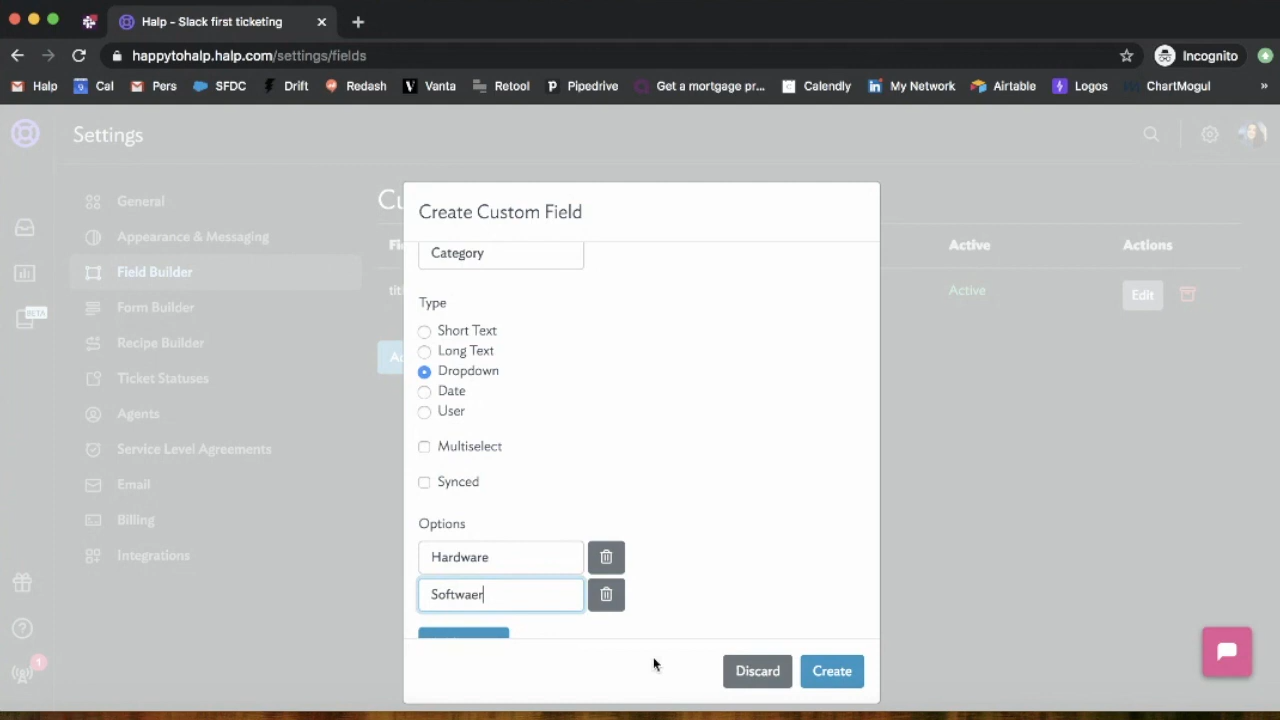 Halp - Slack first ticketing
happytohalp.halp.com/settings/fields
Incognito
Halp
Cal
Pers
SFDC
Drift
Redash
Vanta
Retool
Pipedrive
Get a mortgage pr...
Calendly
My Network
Airtable
Logos
ChartMogul
Settings
General
Appearance & Messaging
Field Builder
Form Builder
Recipe Builder
Ticket Statuses
Agents
Service Level Agreements
Email
Billing
Integrations
BETA
1
Active
Actions
Active
Edit
Create Custom Field
Category
Type
Short Text
Long Text
Dropdown
Date
User
Multiselect
Synced
Options
Hardware
Softwaer
Discard
Create